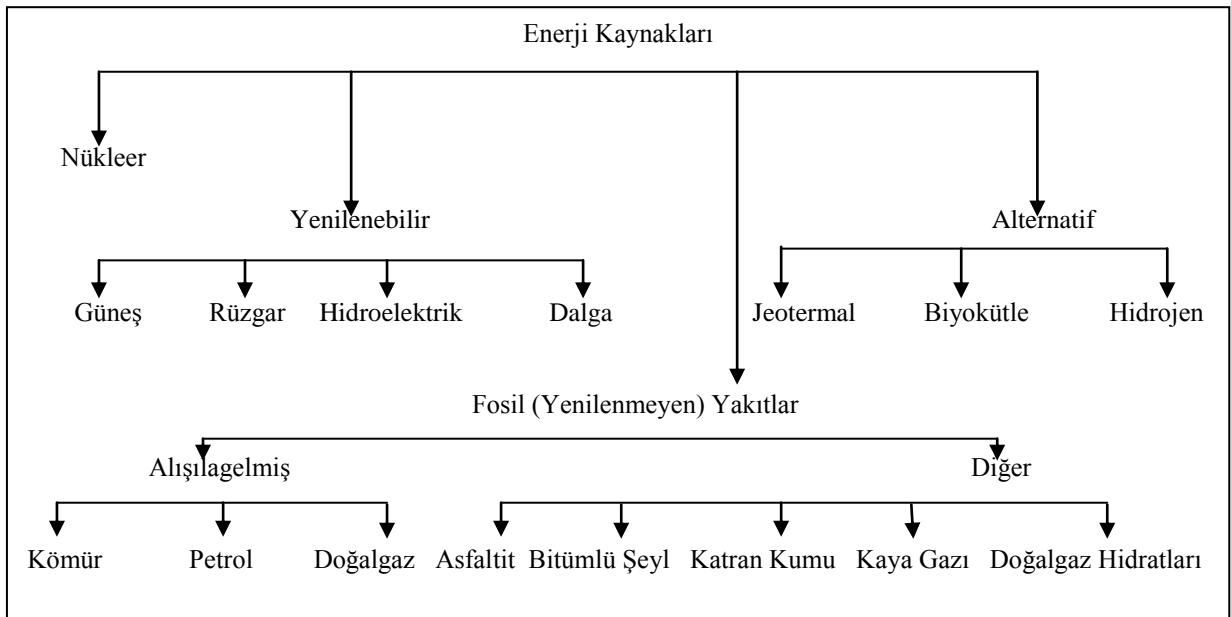 Enerji Kaynakları
Nükleer
Yenilenebilir Alternatif
Güneş Rüzgar Hidroelektrik Dalga Jeotermal Biyokütle Hidrojen
Fosil (Yenilenmeyen) Yakıtlar
Alışılagelmiş Diğer
Kömür Petrol Doğalgaz Asfaltit Bitümlü Şeyl Katran Kumu Kaya Gazı Doğalgaz Hidratları